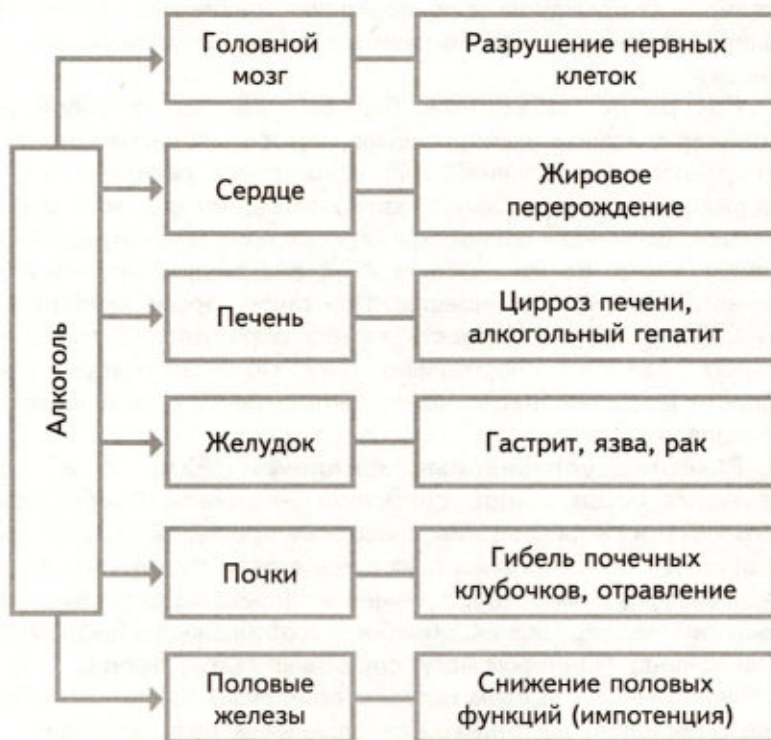 Головной
мозг
Разрушение нервных
клеток
Сердце
Жировое
перерождение
Алкоголь
Печень
Цирроз печени,
алкогольный гепатит
Желудок
Гастрит, язва, рак
Почки
Гибель почечных
клубочков, отравление
Половые
железы
Снижение половых
функций (импотенция)